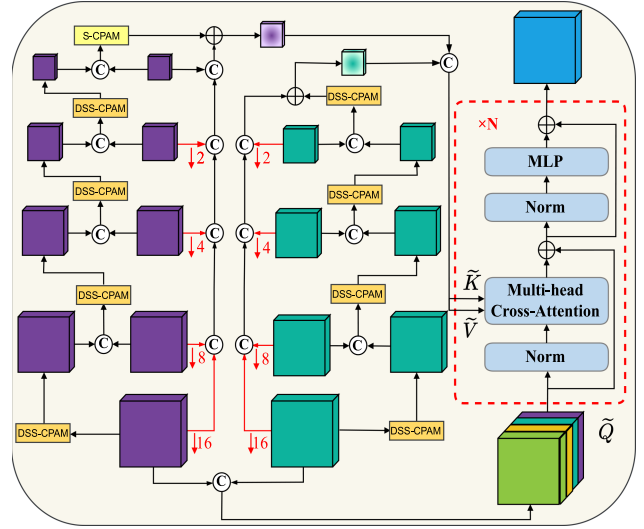 S-CPAM
C
C
C
DSS-CPAM
DSS-CPAM
×N
C
2
C
C
2
C
MLP
DSS-CPAM
DSS-CPAM
Norm
C
4
C
C
4
C
DSS-CPAM
DSS-CPAM
K̃
Ṽ
Multi-head
Cross-Attention
C
8
C
C
8
C
Norm
DSS-CPAM
16
16
DSS-CPAM
Q̃
C